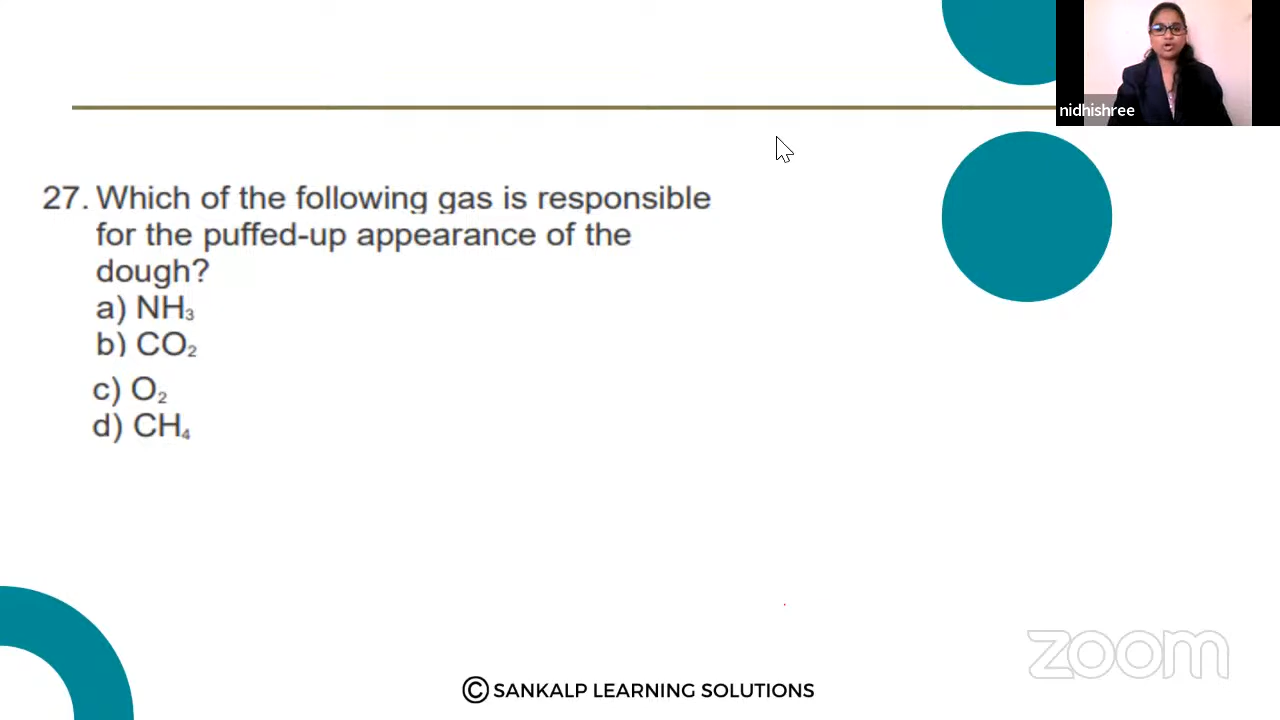 nidhishree
27. Which of the following gas is responsible
for the puffed-up appearance of the
dough?
a) NH₃
b) CO₂
c) O₂
d) CH₄
zoom
© SANKALP LEARNING SOLUTIONS